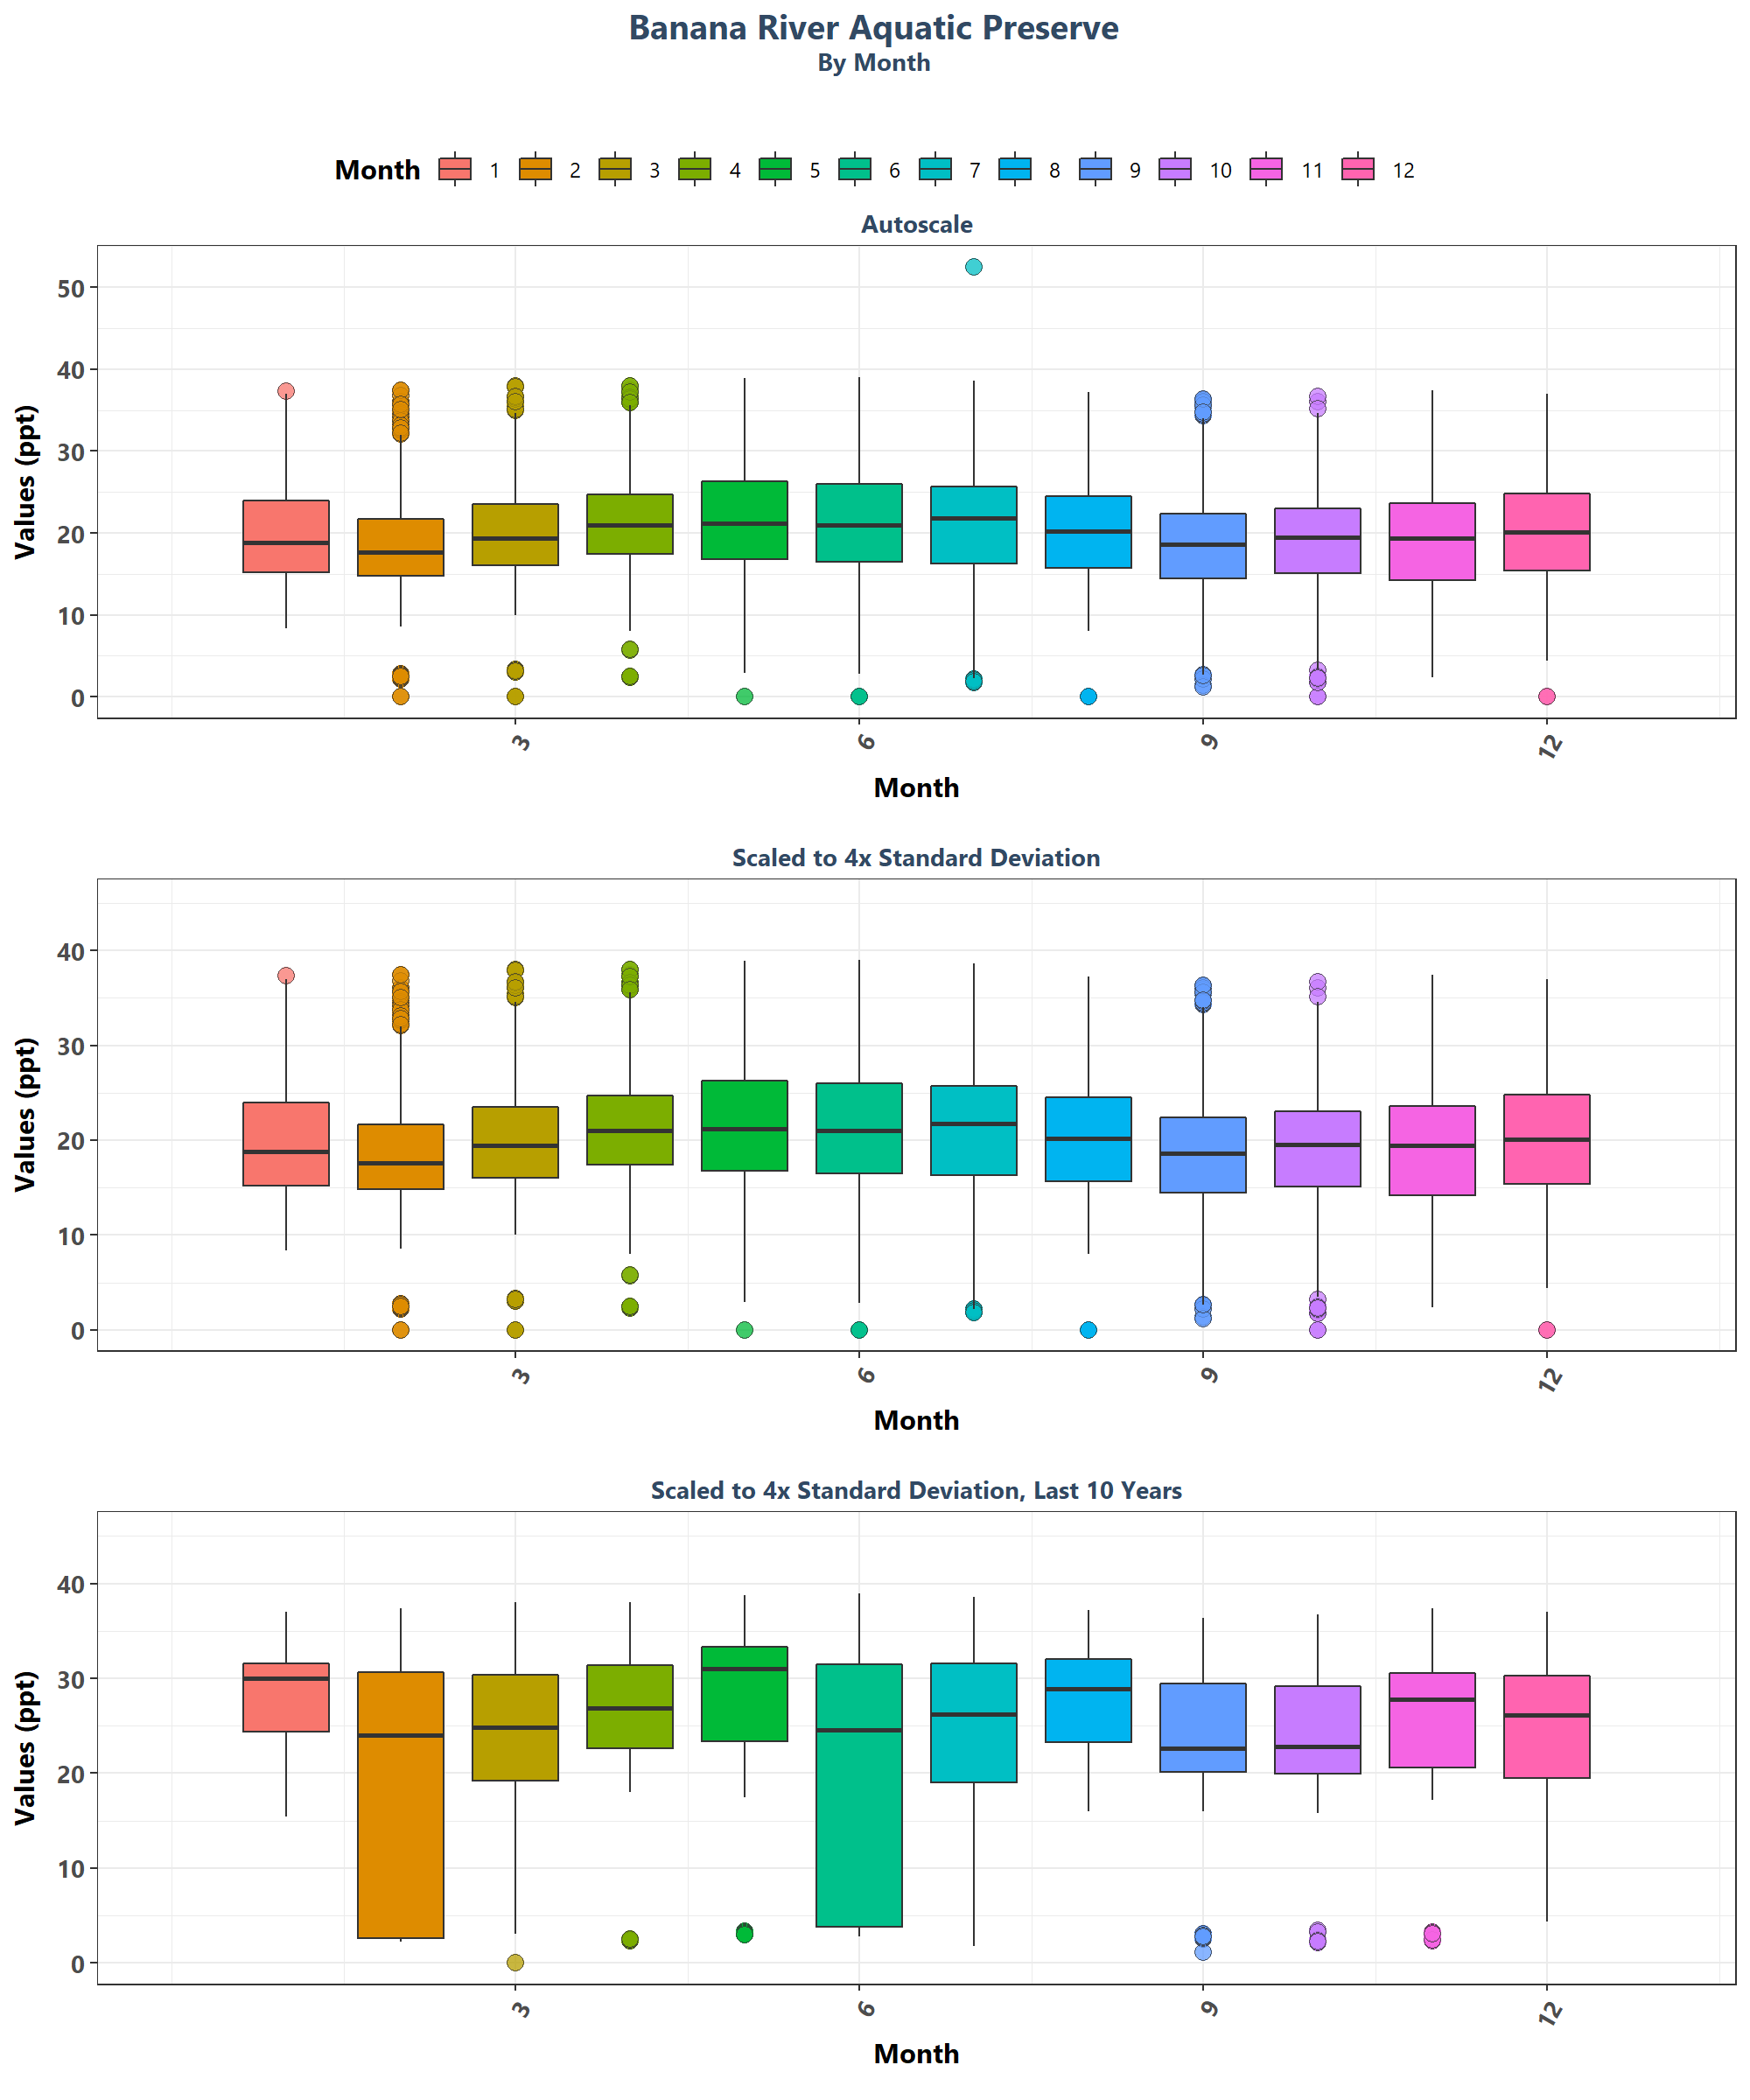 Banana River Aquatic Preserve
By Month
Month 1 2 3 4 5 6 7 8 9 10 11 12
Autoscale
Values (ppt)
50
40
30
20
10
0
3 6 9 12
Month
Scaled to 4x Standard Deviation
Values (ppt)
40
30
20
10
0
3 6 9 12
Month
Scaled to 4x Standard Deviation, Last 10 Years
Values (ppt)
40
30
20
10
0
3 6 9 12
Month